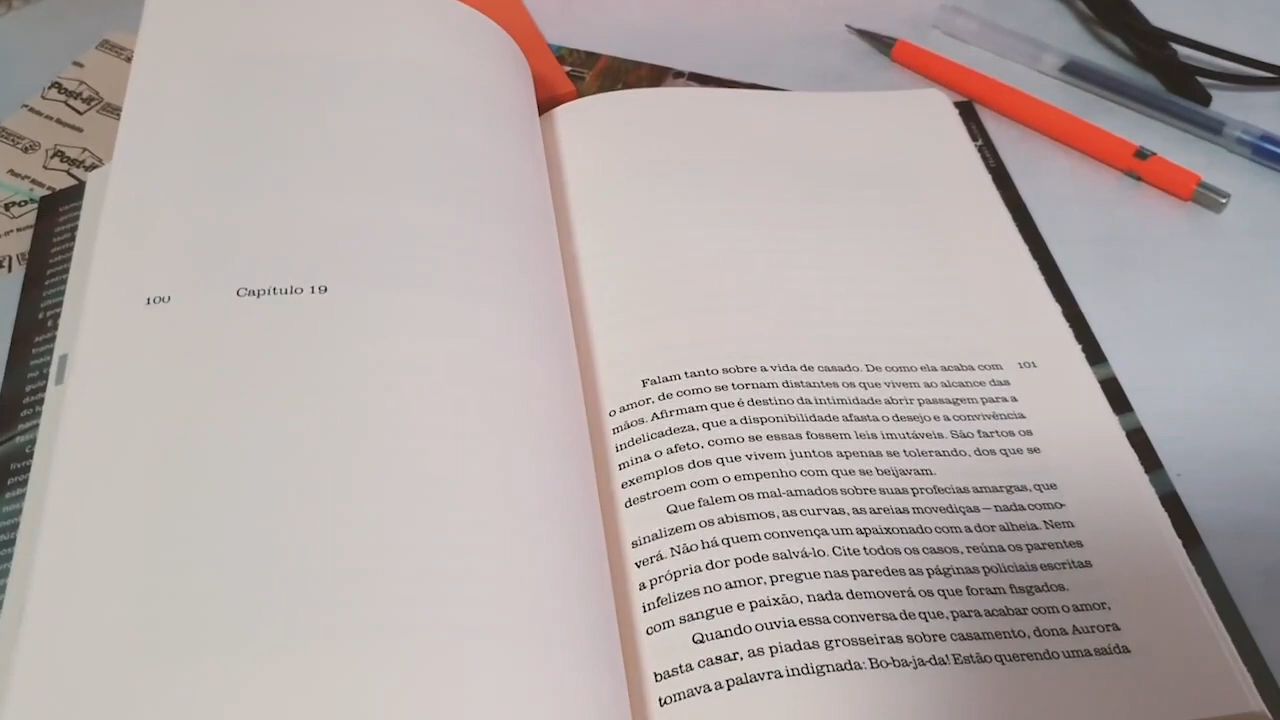 Post-it
Post-it
100 Capítulo 19
101
Falam tanto sobre a vida de casado. De como ela acaba com
o amor, de como se tornam distantes os que vivem ao alcance das
mãos. Afirmam que é destino da intimidade abrir passagem para a
indelicadeza, que a disponibilidade afasta o desejo e a convivência
mina o afeto, como se essas fossem leis imutáveis. São fartos os
exemplos dos que vivem juntos apenas se tolerando, dos que se
destroem com o empenho com que se beijavam.
Que falem os mal-amados sobre suas profecias amargas, que
sinalizem os abismos, as curvas, as areias movediças — nada como-
verá. Não há quem convença um apaixonado com a dor alheia. Nem
a própria dor pode salvá-lo. Cite todos os casos, reúna os parentes
infelizes no amor, pregue nas paredes as páginas policiais escritas
com sangue e paixão, nada demoverá os que foram fisgados.
Quando ouvia essa conversa de que, para acabar com o amor,
basta casar, as piadas grosseiras sobre casamento, dona Aurora
tomava a palavra indignada: Bo-ba-ja-da! Estão querendo uma saída